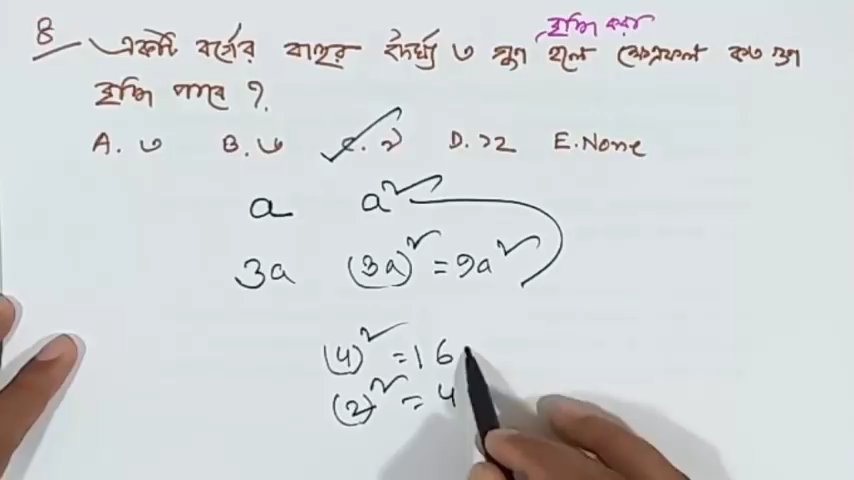 বৃদ্ধি করা
8 একটি বর্গের বাহুর দৈর্ঘ্য ৩ গুণ হলে ক্ষেত্রফল কত গুণ
বৃদ্ধি পাবে ?
A. ৩ B. ৬ C. ৯ D. ১২ E. None
a a²
3a (3a)² = 9a²
(4)² = 16
(2)² = 4